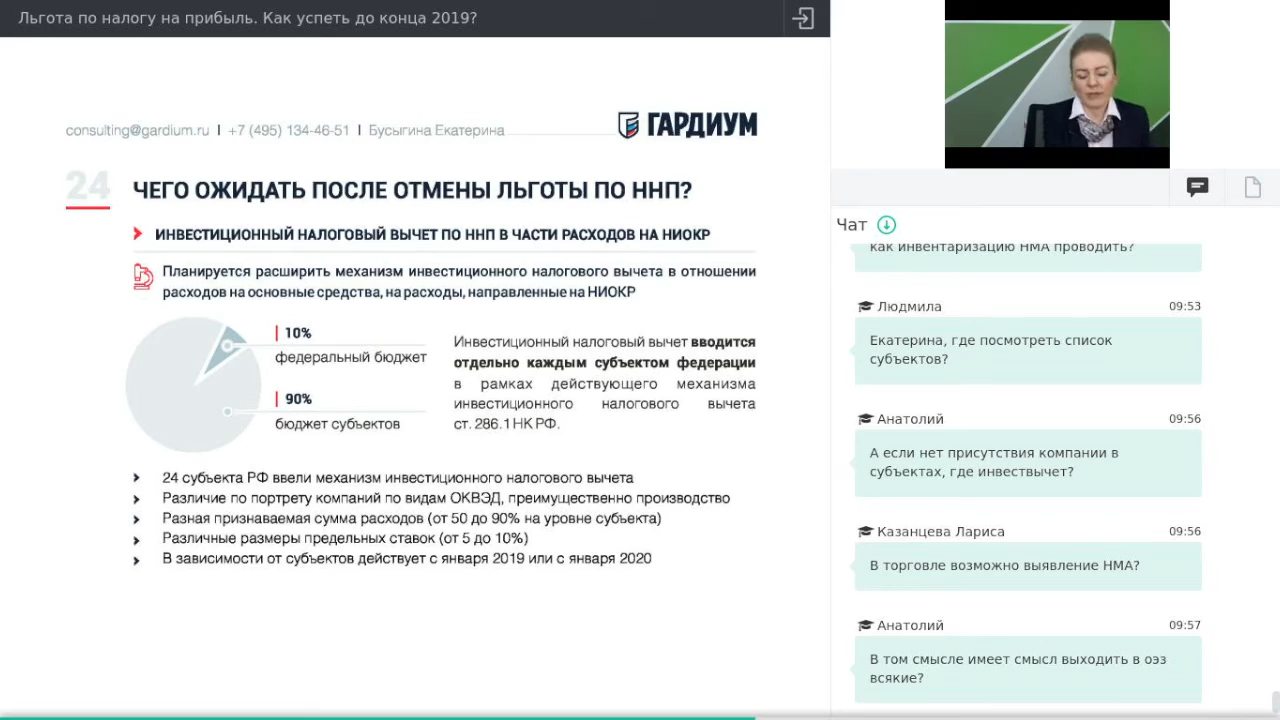 Льгота по налогу на прибыль. Как успеть до конца 2019?
consulting@gardium.ru | +7 (495) 134-46-51 | Бусыгина Екатерина
ГАРДИУМ
24
ЧЕГО ОЖИДАТЬ ПОСЛЕ ОТМЕНЫ ЛЬГОТЫ ПО ННП?
ИНВЕСТИЦИОННЫЙ НАЛОГОВЫЙ ВЫЧЕТ ПО ННП В ЧАСТИ РАСХОДОВ НА НИОКР
Планируется расширить механизм инвестиционного налогового вычета в отношении
расходов на основные средства, на расходы, направленные на НИОКР
10%
федеральный бюджет
90%
бюджет субъектов
Инвестиционный налоговый вычет вводится
отдельно каждым субъектом федерации
в рамках действующего механизма
инвестиционного налогового вычета
ст. 286.1 НК РФ.
24 субъекта РФ ввели механизм инвестиционного налогового вычета
Различие по портрету компаний по видам ОКВЭД, преимущественно производство
Разная признаваемая сумма расходов (от 50 до 90% на уровне субъекта)
Различные размеры предельных ставок (от 5 до 10%)
В зависимости от субъектов действует с января 2019 или с января 2020
Чат
как инвентаризацию НМА проводить?
Людмила 09:53
Екатерина, где посмотреть список
субъектов?
Анатолий 09:56
А если нет присутствия компании в
субъектах, где инвествычет?
Казанцева Лариса 09:56
В торговле возможно выявление НМА?
Анатолий 09:57
В том смысле имеет смысл выходить в оэз
всякие?